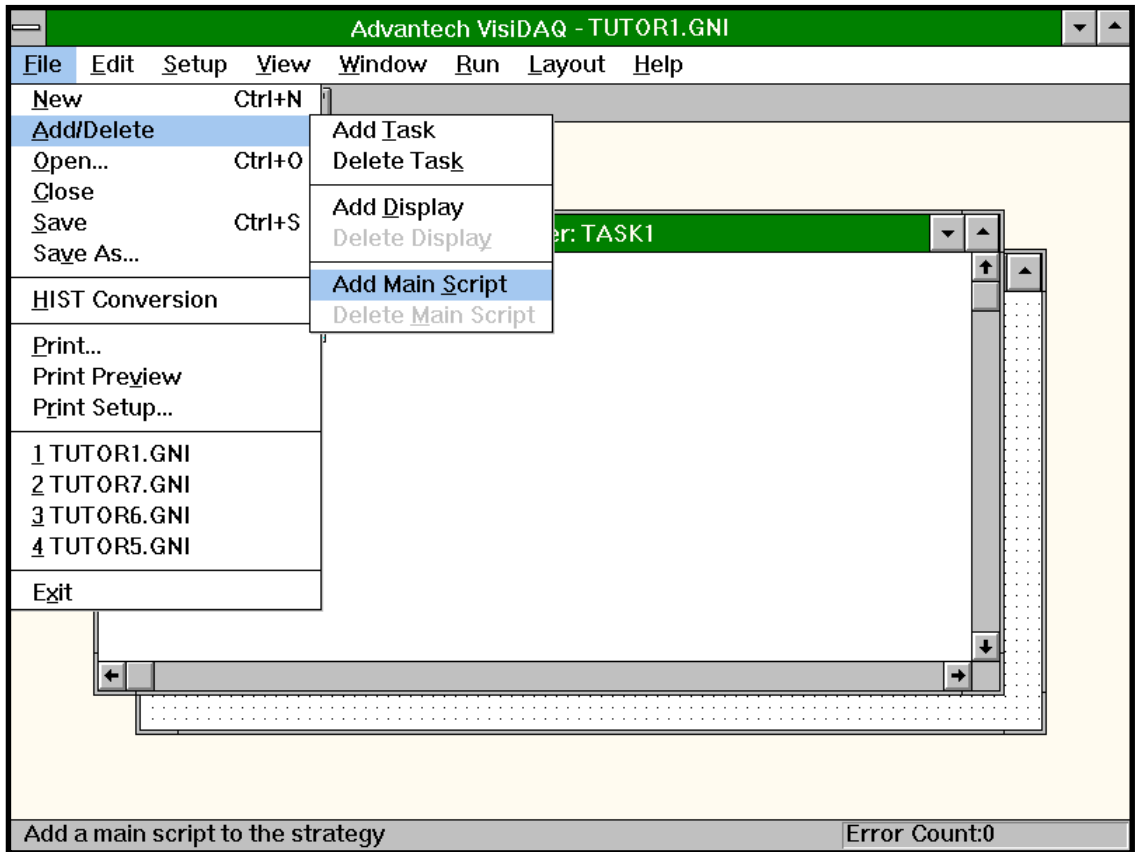 Advantech VisiDAQ - TUTOR1.GNI
File Edit Setup View Window Run Layout Help
New Ctrl+N
Add/Delete
Open... Ctrl+O
Close
Save Ctrl+S
Save As...
HIST Conversion
Print...
Print Preview
Print Setup...
1 TUTOR1.GNI
2 TUTOR7.GNI
3 TUTOR6.GNI
4 TUTOR5.GNI
Exit
Add Task
Delete Task
Add Display
Delete Display
Add Main Script
Delete Main Script
er: TASK1
Add a main script to the strategy
Error Count:0